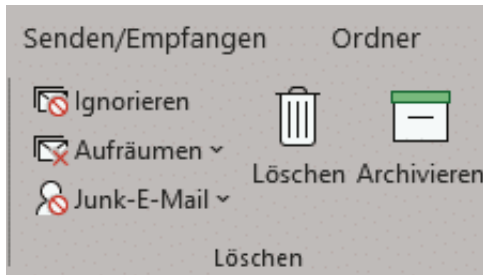 Senden/Empfangen Ordner
Ignorieren
Aufräumen
Junk-E-Mail
Löschen Archivieren
Löschen